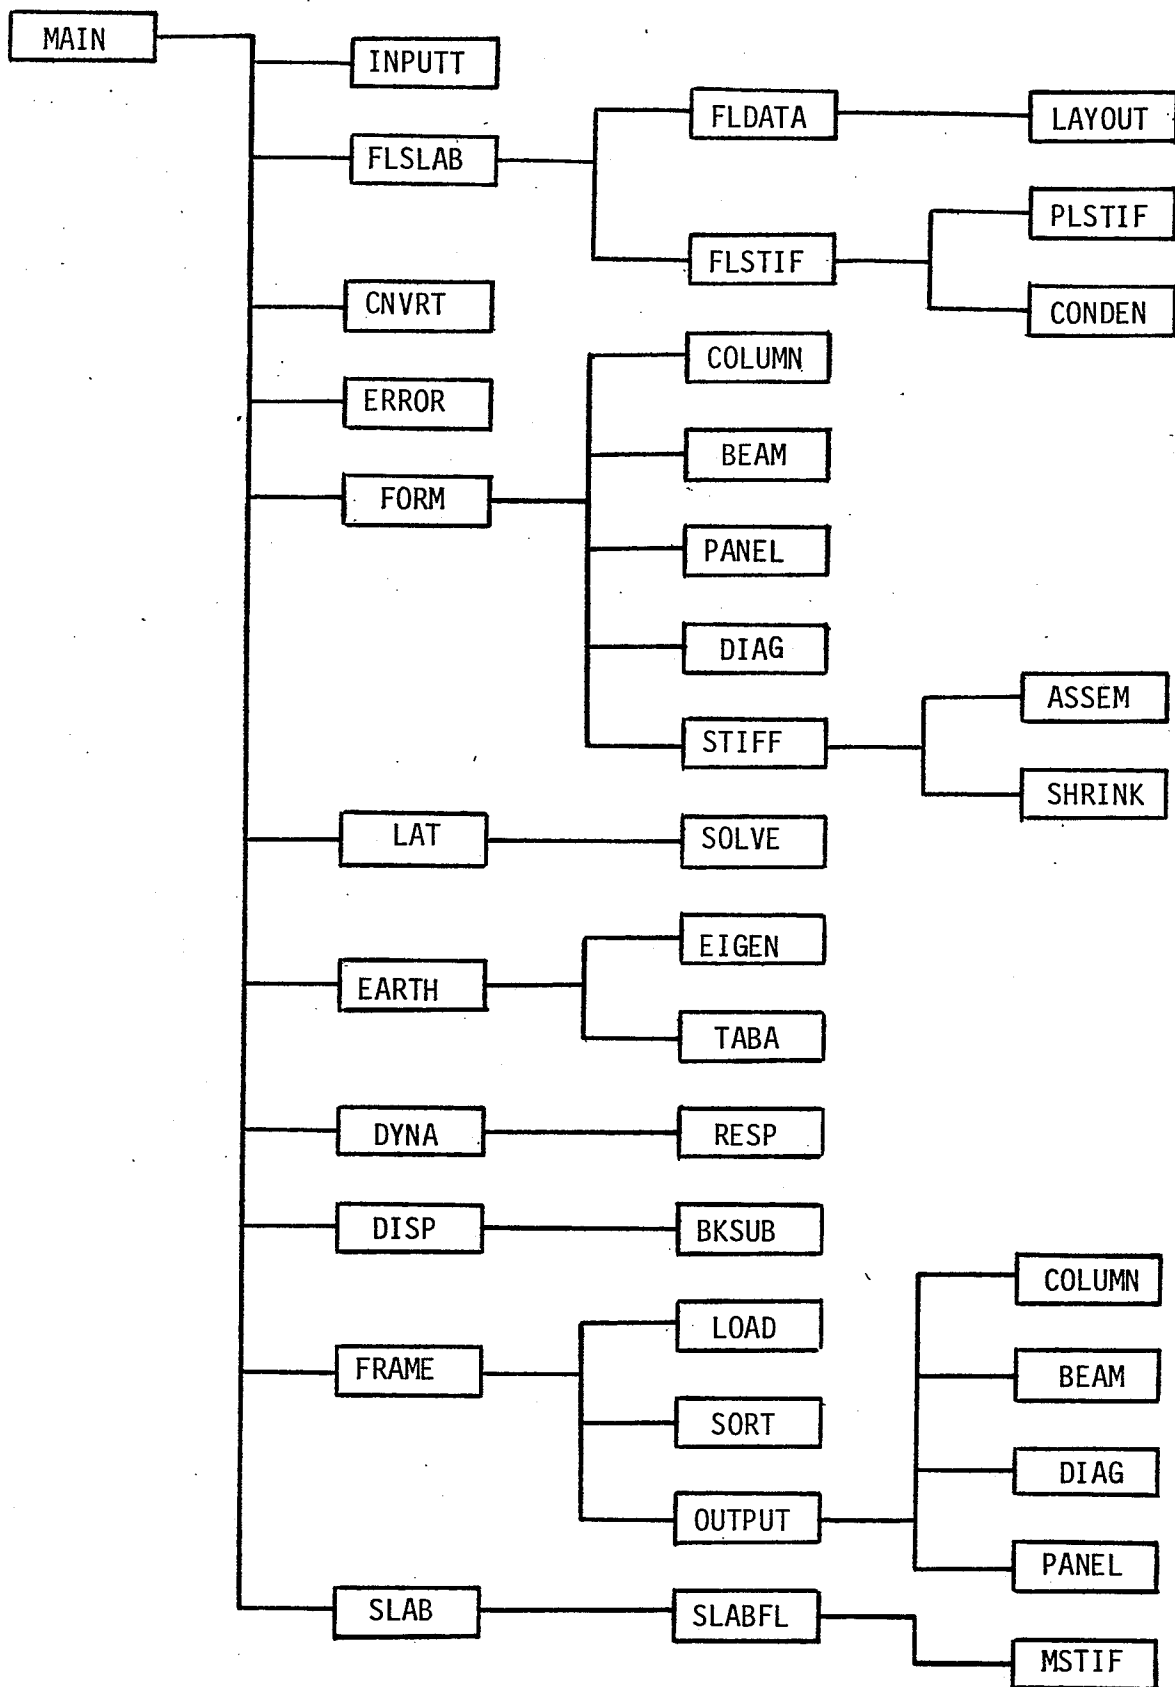 MAIN
INPUTT
FLSLAB
FLDATA
LAYOUT
FLSTIF
PLSTIF
CONDEN
CNVRT
ERROR
FORM
COLUMN
BEAM
PANEL
DIAG
STIFF
ASSEM
SHRINK
LAT
SOLVE
EARTH
EIGEN
TABA
DYNA
RESP
DISP
BKSUB
FRAME
LOAD
SORT
OUTPUT
COLUMN
BEAM
DIAG
PANEL
SLAB
SLABFL
MSTIF